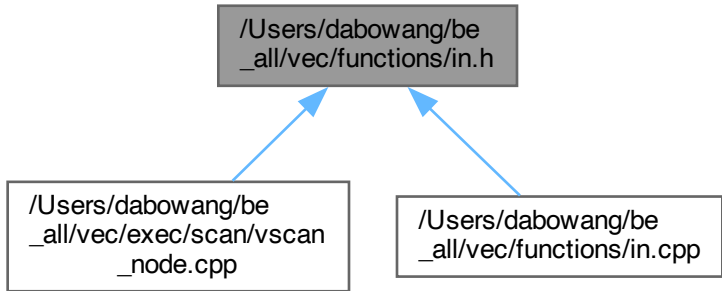 /Users/dabowang/be
_all/vec/functions/in.h
/Users/dabowang/be
_all/vec/exec/scan/vscan
_node.cpp
/Users/dabowang/be
_all/vec/functions/in.cpp